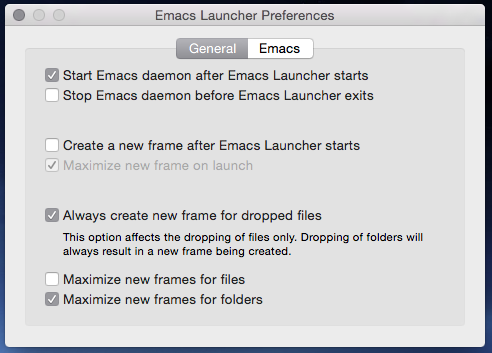 Emacs Launcher Preferences
General Emacs
Start Emacs daemon after Emacs Launcher starts
Stop Emacs daemon before Emacs Launcher exits
Create a new frame after Emacs Launcher starts
Maximize new frame on launch
Always create new frame for dropped files
This option affects the dropping of files only. Dropping of folders will
always result in a new frame being created.
Maximize new frames for files
Maximize new frames for folders